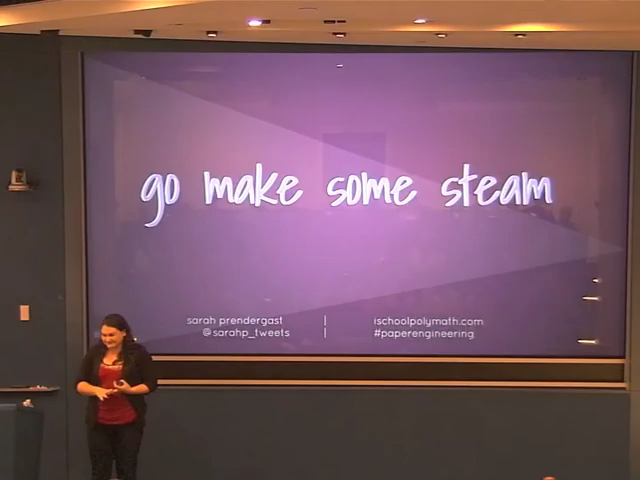 go make some steam
sarah prendergast | ischoolpolymath.com
@sarahp_tweets | #paperengineering